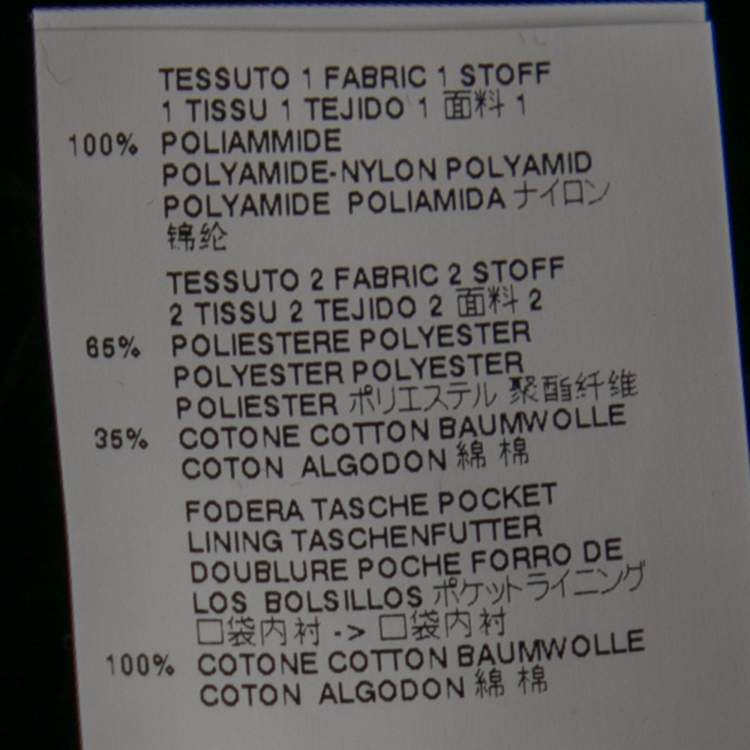 TESSUTO 1 FABRIC 1 STOFF
1 TISSU 1 TEJIDO 1 面料 1
100% POLIAMMIDE
POLYAMIDE-NYLON POLYAMID
POLYAMIDE POLIAMIDA ナイロン
锦纶
TESSUTO 2 FABRIC 2 STOFF
2 TISSU 2 TEJIDO 2 面料 2
65% POLIESTERE POLYESTER
POLYESTER POLYESTER
POLIESTER ポリエステル 聚酯纤维
35% COTONE COTTON BAUMWOLLE
COTON ALGODON 綿 棉
FODERA TASCHE POCKET
LINING TASCHENFUTTER
DOUBLURE POCHE FORRO DE
LOS BOLSILLOS ポケットライニング
口袋内衬 -> 口袋内衬
100% COTONE COTTON BAUMWOLLE
COTON ALGODON 綿 棉